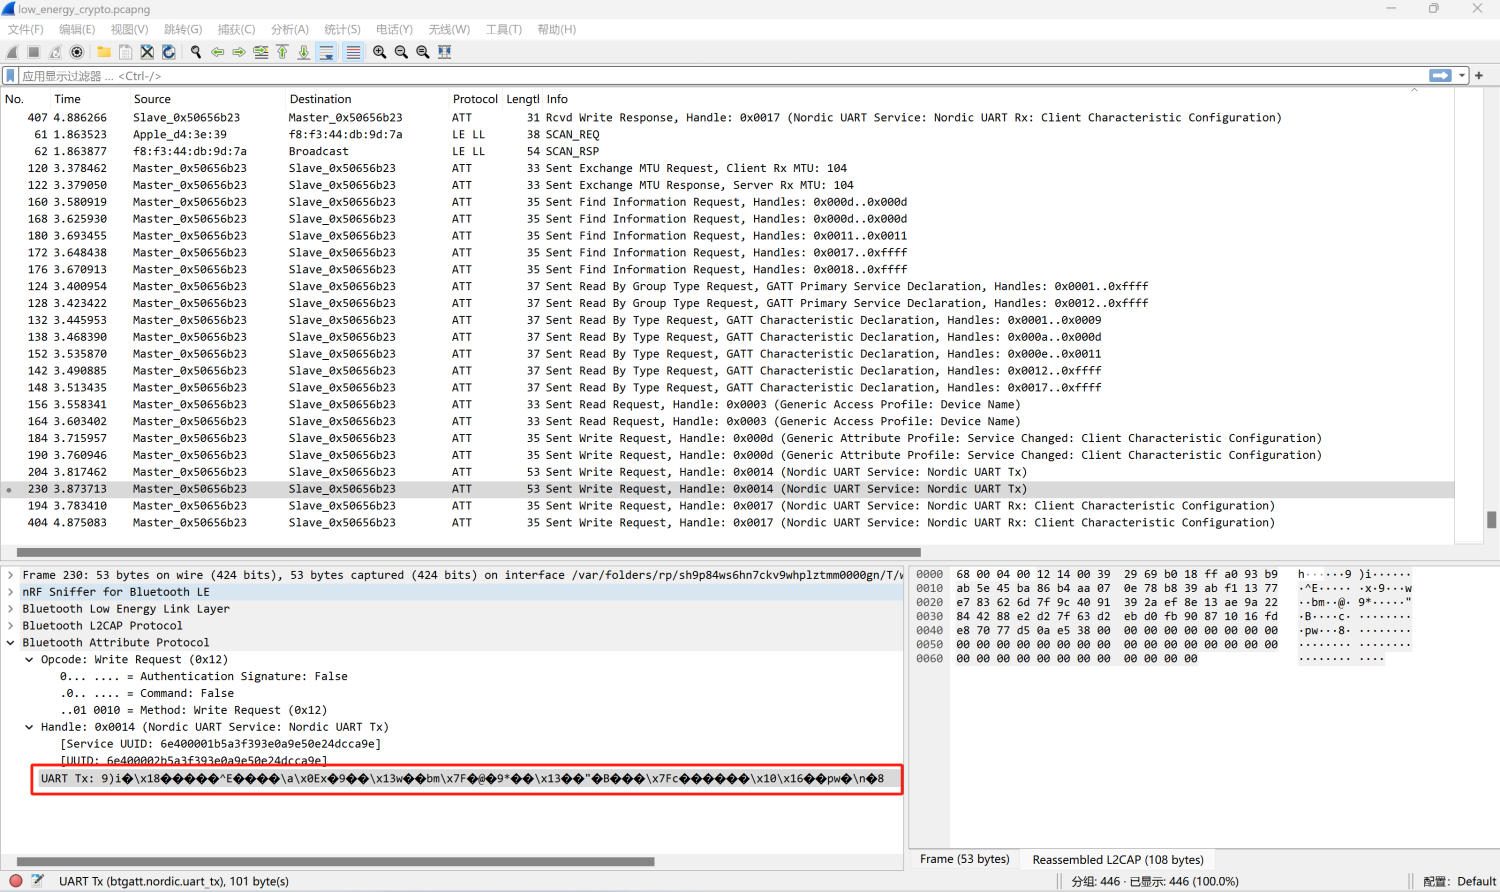 low_energy_crypto.pcapng
文件(F) 编辑(E) 视图(V) 跳转(G) 捕获(C) 分析(A) 统计(S) 电话(Y) 无线(W) 工具(T) 帮助(H)
应用显示过滤器 … <Ctrl-/>
No. Time Source Destination Protocol Lengtl Info
407 4.886266 Slave_0x50656b23 Master_0x50656b23 ATT 31 Rcvd Write Response, Handle: 0x0017 (Nordic UART Service: Nordic UART Rx: Client Characteristic Configuration)
61 1.863523 Apple_d4:3e:39 f8:f3:44:db:9d:7a LE LL 38 SCAN_REQ
62 1.863877 f8:f3:44:db:9d:7a Broadcast LE LL 54 SCAN_RSP
120 3.378462 Master_0x50656b23 Slave_0x50656b23 ATT 33 Sent Exchange MTU Request, Client Rx MTU: 104
122 3.379050 Master_0x50656b23 Slave_0x50656b23 ATT 33 Sent Exchange MTU Response, Server Rx MTU: 104
160 3.580919 Master_0x50656b23 Slave_0x50656b23 ATT 35 Sent Find Information Request, Handles: 0x000d..0x000d
168 3.625930 Master_0x50656b23 Slave_0x50656b23 ATT 35 Sent Find Information Request, Handles: 0x000d..0x000d
180 3.693455 Master_0x50656b23 Slave_0x50656b23 ATT 35 Sent Find Information Request, Handles: 0x0011..0x0011
172 3.648438 Master_0x50656b23 Slave_0x50656b23 ATT 35 Sent Find Information Request, Handles: 0x0017..0xffff
176 3.670913 Master_0x50656b23 Slave_0x50656b23 ATT 35 Sent Find Information Request, Handles: 0x0018..0xffff
124 3.400954 Master_0x50656b23 Slave_0x50656b23 ATT 37 Sent Read By Group Type Request, GATT Primary Service Declaration, Handles: 0x0001..0xffff
128 3.423422 Master_0x50656b23 Slave_0x50656b23 ATT 37 Sent Read By Group Type Request, GATT Primary Service Declaration, Handles: 0x0012..0xffff
132 3.445953 Master_0x50656b23 Slave_0x50656b23 ATT 37 Sent Read By Type Request, GATT Characteristic Declaration, Handles: 0x0001..0x0009
138 3.468390 Master_0x50656b23 Slave_0x50656b23 ATT 37 Sent Read By Type Request, GATT Characteristic Declaration, Handles: 0x000a..0x000d
152 3.535870 Master_0x50656b23 Slave_0x50656b23 ATT 37 Sent Read By Type Request, GATT Characteristic Declaration, Handles: 0x000e..0x0011
142 3.490885 Master_0x50656b23 Slave_0x50656b23 ATT 37 Sent Read By Type Request, GATT Characteristic Declaration, Handles: 0x0012..0xffff
148 3.513435 Master_0x50656b23 Slave_0x50656b23 ATT 37 Sent Read By Type Request, GATT Characteristic Declaration, Handles: 0x0017..0xffff
156 3.558341 Master_0x50656b23 Slave_0x50656b23 ATT 33 Sent Read Request, Handle: 0x0003 (Generic Access Profile: Device Name)
164 3.603402 Master_0x50656b23 Slave_0x50656b23 ATT 33 Sent Read Request, Handle: 0x0003 (Generic Access Profile: Device Name)
184 3.715957 Master_0x50656b23 Slave_0x50656b23 ATT 35 Sent Write Request, Handle: 0x000d (Generic Attribute Profile: Service Changed: Client Characteristic Configuration)
190 3.760946 Master_0x50656b23 Slave_0x50656b23 ATT 35 Sent Write Request, Handle: 0x000d (Generic Attribute Profile: Service Changed: Client Characteristic Configuration)
204 3.817462 Master_0x50656b23 Slave_0x50656b23 ATT 53 Sent Write Request, Handle: 0x0014 (Nordic UART Service: Nordic UART Tx)
230 3.873713 Master_0x50656b23 Slave_0x50656b23 ATT 53 Sent Write Request, Handle: 0x0014 (Nordic UART Service: Nordic UART Tx)
194 3.783410 Master_0x50656b23 Slave_0x50656b23 ATT 35 Sent Write Request, Handle: 0x0017 (Nordic UART Service: Nordic UART Rx: Client Characteristic Configuration)
404 4.875083 Master_0x50656b23 Slave_0x50656b23 ATT 35 Sent Write Request, Handle: 0x0017 (Nordic UART Service: Nordic UART Rx: Client Characteristic Configuration)
Frame 230: 53 bytes on wire (424 bits), 53 bytes captured (424 bits) on interface /var/folders/rp/sh9p84ws6hn7ckv9whplztmm0000gn/T/w
nRF Sniffer for Bluetooth LE
Bluetooth Low Energy Link Layer
Bluetooth L2CAP Protocol
Bluetooth Attribute Protocol
Opcode: Write Request (0x12)
0... .... = Authentication Signature: False
.0.. .... = Command: False
..01 0010 = Method: Write Request (0x12)
Handle: 0x0014 (Nordic UART Service: Nordic UART Tx)
[Service UUID: 6e400001b5a3f393e0a9e50e24dcca9e]
[UUID: 6e400002b5a3f393e0a9e50e24dcca9e]
UART Tx: 9)i�\x18�����^E����\a\x0Ex�9��\x13w��bm\x7F�@�9*��\x13��"�B���\x7Fc������\x10\x16��pw�\n�8
0000 68 00 04 00 12 14 00 39 29 69 b0 18 ff a0 93 b9 h······9 )i······
0010 ab 5e 45 ba 86 b4 aa 07 0e 78 b8 39 ab f1 13 77 ·^E····· ·x·9···w
0020 e7 83 62 6d 7f 9c 40 91 39 2a ef 8e 13 ae 9a 22 ··bm··@· 9*·····"
0030 84 42 88 e2 d2 7f 63 d2 eb d0 fb 90 87 10 16 fd ·B····c· ········
0040 e8 70 77 d5 0a e5 38 00 00 00 00 00 00 00 00 00 ·pw···8· ········
0050 00 00 00 00 00 00 00 00 00 00 00 00 00 00 00 00 ········ ········
0060 00 00 00 00 00 00 00 00 00 00 00 00 ········ ····
Frame (53 bytes) Reassembled L2CAP (108 bytes)
UART Tx (btgatt.nordic.uart_tx), 101 byte(s) 分组: 446 · 已显示: 446 (100.0%) 配置: Default